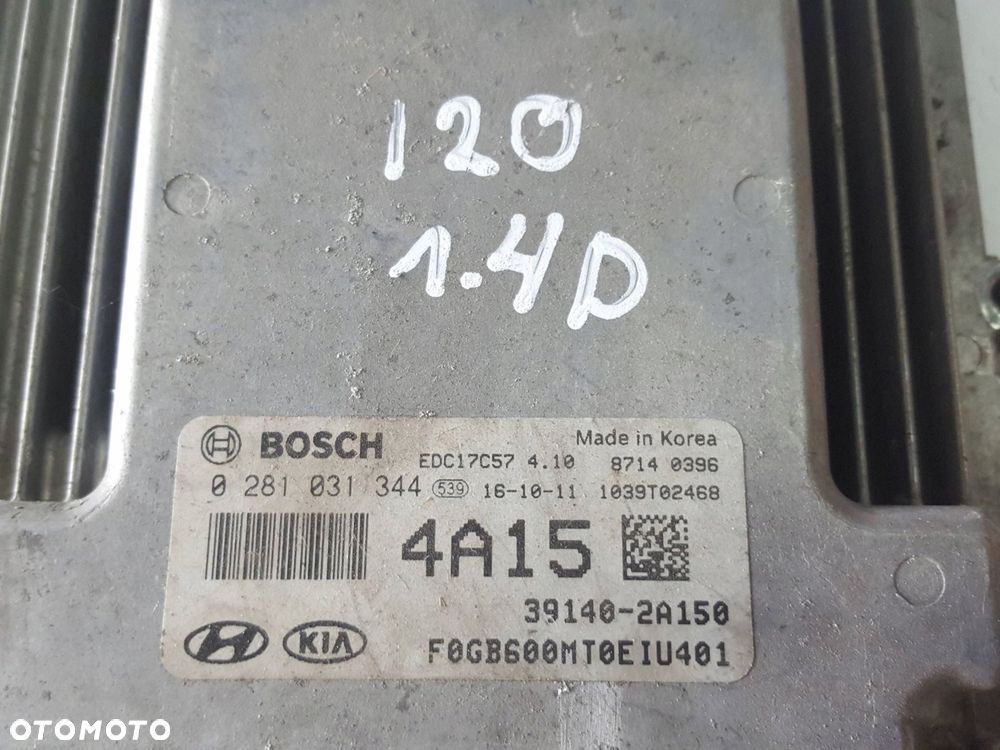 I20
1.4D
BOSCH
Made in Korea
EDC17C57 4.10 8714 0396
0 281 031 344 539 16-10-11 1039T02468
4A15
39140-2A150
KIA
F0GB600MT0EIU401
OTOMOTO